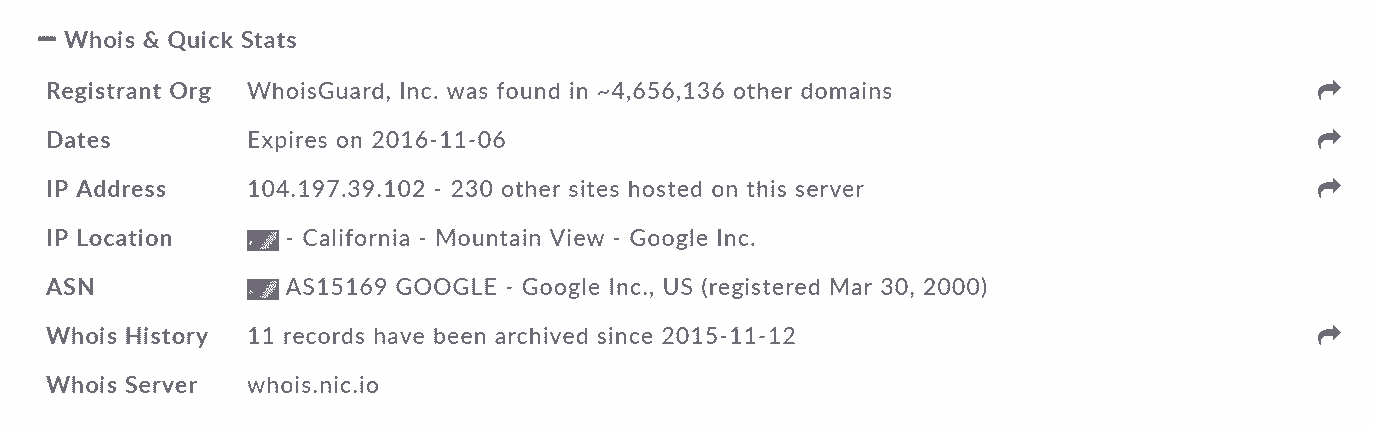 Whois & Quick Stats
Registrant Org WhoisGuard, Inc. was found in ~4,656,136 other domains
Dates Expires on 2016-11-06
IP Address 104.197.39.102 - 230 other sites hosted on this server
IP Location - California - Mountain View - Google Inc.
ASN AS15169 GOOGLE - Google Inc., US (registered Mar 30, 2000)
Whois History 11 records have been archived since 2015-11-12
Whois Server whois.nic.io